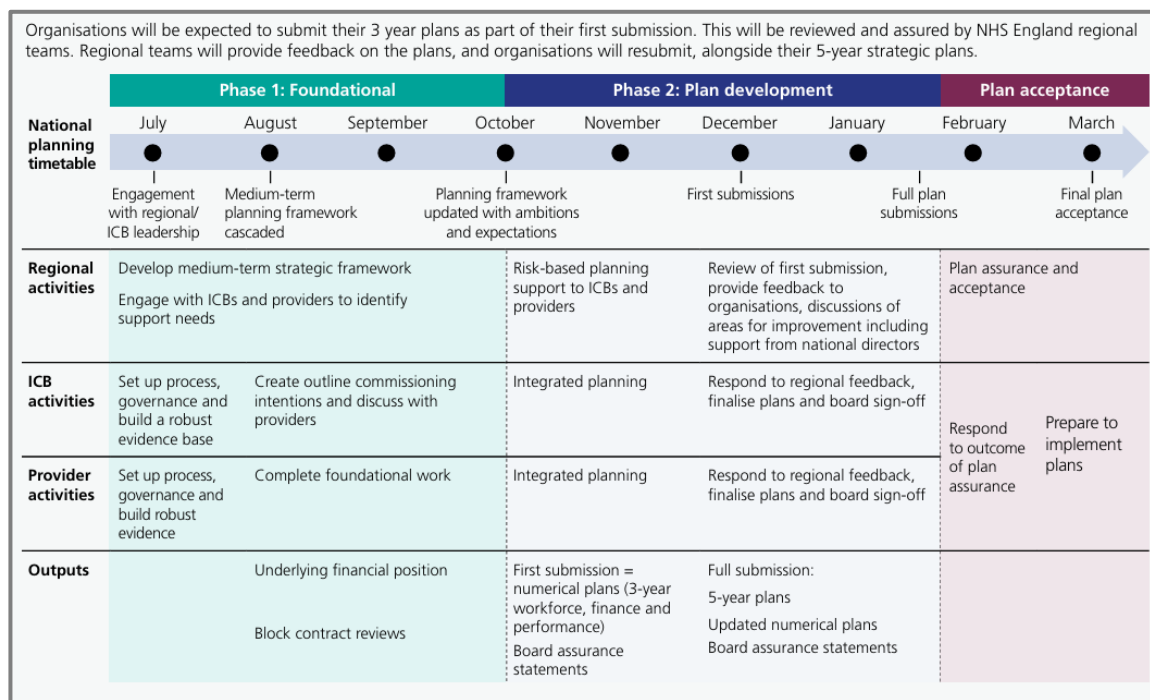 Organisations will be expected to submit their 3 year plans as part of their first submission. This will be reviewed and assured by NHS England regional
teams. Regional teams will provide feedback on the plans, and organisations will resubmit, alongside their 5-year strategic plans.
Phase 1: Foundational
Phase 2: Plan development
Plan acceptance
National
planning
timetable
July
August
September
October
November
December
January
February
March
Engagement
with regional/
ICB leadership
Medium-term
planning framework
cascaded
Planning framework
updated with ambitions
and expectations
First submissions
Full plan
submissions
Final plan
acceptance
Regional
activities
Develop medium-term strategic framework
Engage with ICBs and providers to identify
support needs
Risk-based planning
support to ICBs and
providers
Review of first submission,
provide feedback to
organisations, discussions of
areas for improvement including
support from national directors
Plan assurance and
acceptance
ICB
activities
Set up process,
governance and
build a robust
evidence base
Create outline commissioning
intentions and discuss with
providers
Integrated planning
Respond to regional feedback,
finalise plans and board sign-off
Respond
to outcome
of plan
assurance
Prepare to
implement
plans
Provider
activities
Set up process,
governance and
build robust
evidence
Complete foundational work
Integrated planning
Respond to regional feedback,
finalise plans and board sign-off
Outputs
Underlying financial position
Block contract reviews
First submission =
numerical plans (3-year
workforce, finance and
performance)
Board assurance
statements
Full submission:
5-year plans
Updated numerical plans
Board assurance statements